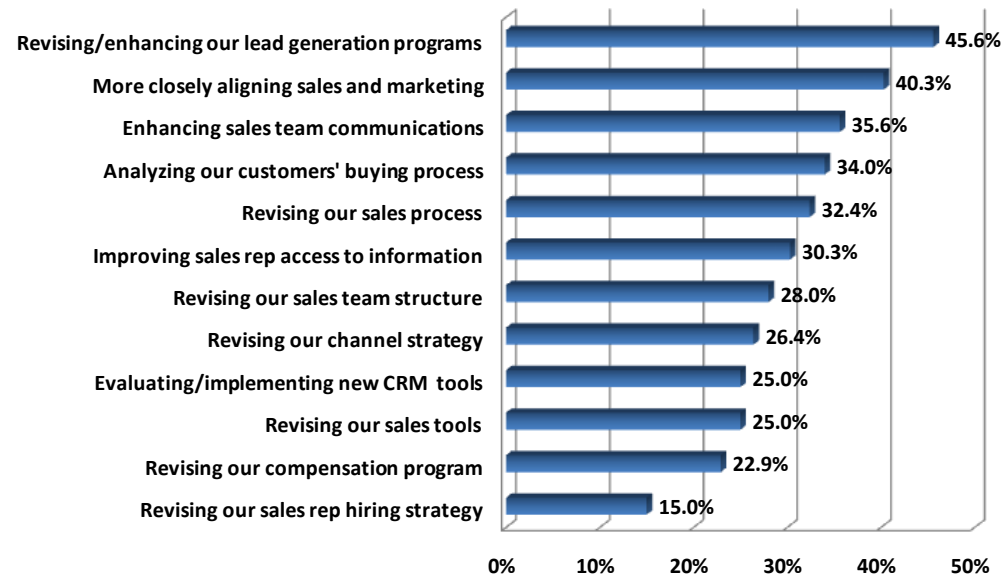 Revising/enhancing our lead generation programs 45.6%
More closely aligning sales and marketing 40.3%
Enhancing sales team communications 35.6%
Analyzing our customers' buying process 34.0%
Revising our sales process 32.4%
Improving sales rep access to information 30.3%
Revising our sales team structure 28.0%
Revising our channel strategy 26.4%
Evaluating/implementing new CRM tools 25.0%
Revising our sales tools 25.0%
Revising our compensation program 22.9%
Revising our sales rep hiring strategy 15.0%
0% 10% 20% 30% 40% 50%